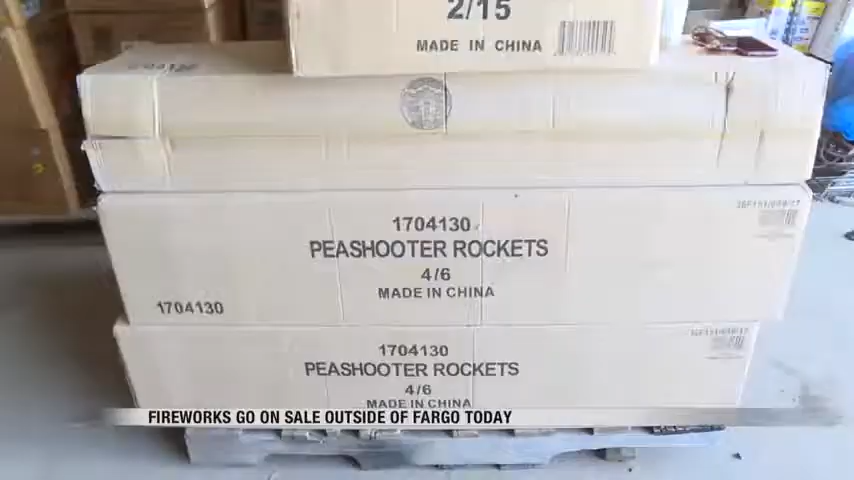 2/15
MADE IN CHINA
1704130
PEASHOOTER ROCKETS
4/6
MADE IN CHINA
1704130
1704130
PEASHOOTER ROCKETS
4/6
MADE IN CHINA
FIREWORKS GO ON SALE OUTSIDE OF FARGO TODAY